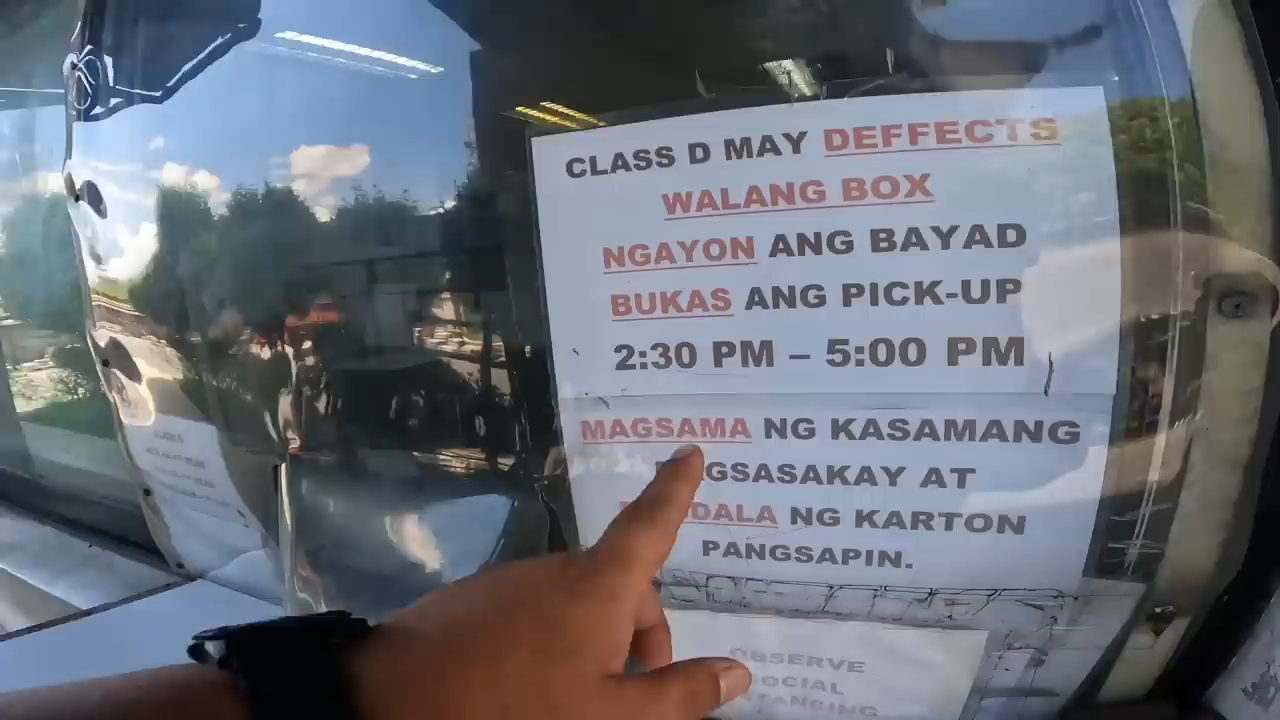 CLASS D MAY DEFFECTS
WALANG BOX
NGAYON ANG BAYAD
BUKAS ANG PICK-UP
2:30 PM – 5:00 PM
MAGSAMA NG KASAMANG
AT
NG KARTON
PANGSAPIN.
OBSERVE
SOCIAL